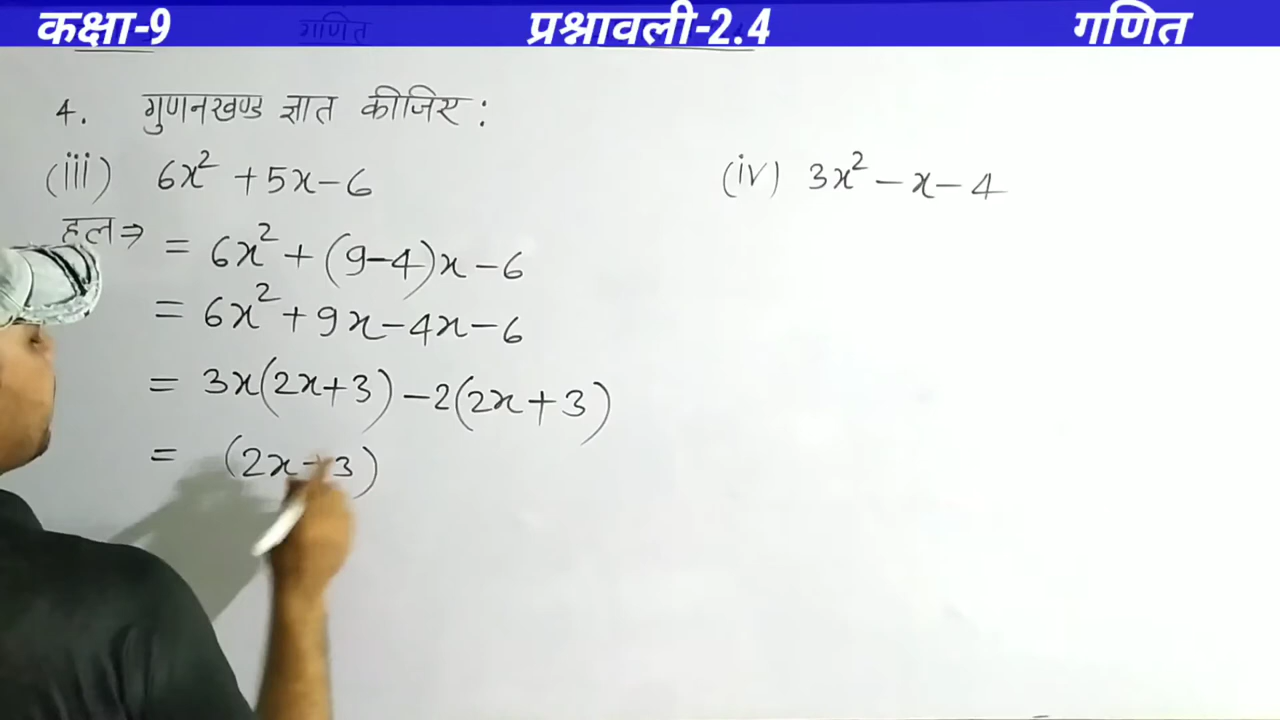 कक्षा-9 गणित प्रश्नावली-2.4 गणित
4. गुणनखण्ड ज्ञात कीजिए :
(iii) 6x² + 5x - 6 (iv) 3x² - x - 4
हल ⇒ = 6x² + (9-4)x - 6
= 6x² + 9x - 4x - 6
= 3x(2x+3) - 2(2x+3)
= (2x+3)